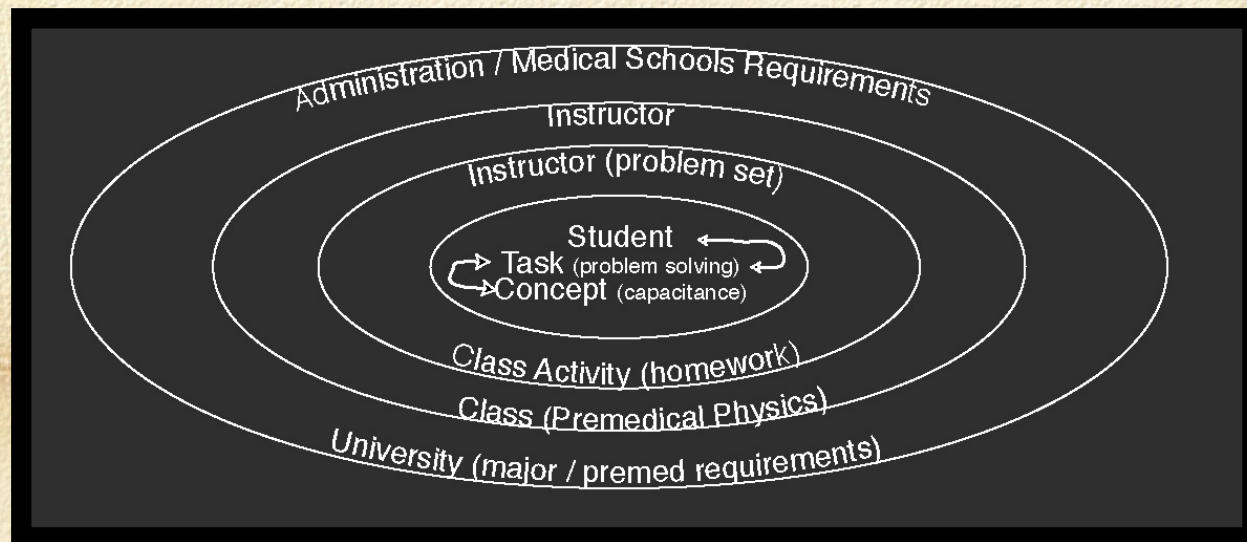 Administration / Medical Schools Requirements
Instructor
Instructor (problem set)
Student
Task (problem solving)
Concept (capacitance)
Class Activity (homework)
Class (Premedical Physics)
University (major / premed requirements)